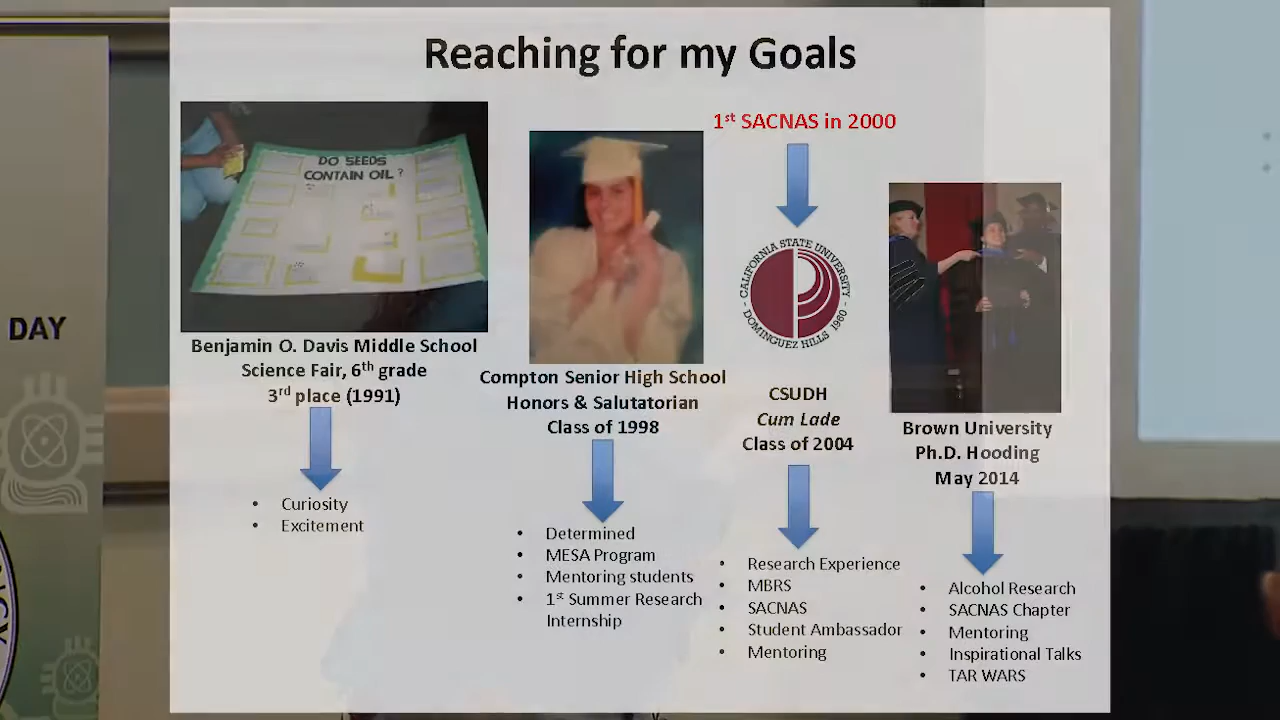 Reaching for my Goals
DO SEEDS
CONTAIN OIL?
Benjamin O. Davis Middle School
Science Fair, 6th grade
3rd place (1991)
Curiosity
Excitement
Compton Senior High School
Honors & Salutatorian
Class of 1998
Determined
MESA Program
Mentoring students
1st Summer Research
Internship
1st SACNAS in 2000
CALIFORNIA STATE UNIVERSITY
DOMINGUEZ HILLS 1960
CSUDH
Cum Lade
Class of 2004
Research Experience
MBRS
SACNAS
Student Ambassador
Mentoring
Brown University
Ph.D. Hooding
May 2014
Alcohol Research
SACNAS Chapter
Mentoring
Inspirational Talks
TAR WARS
DAY